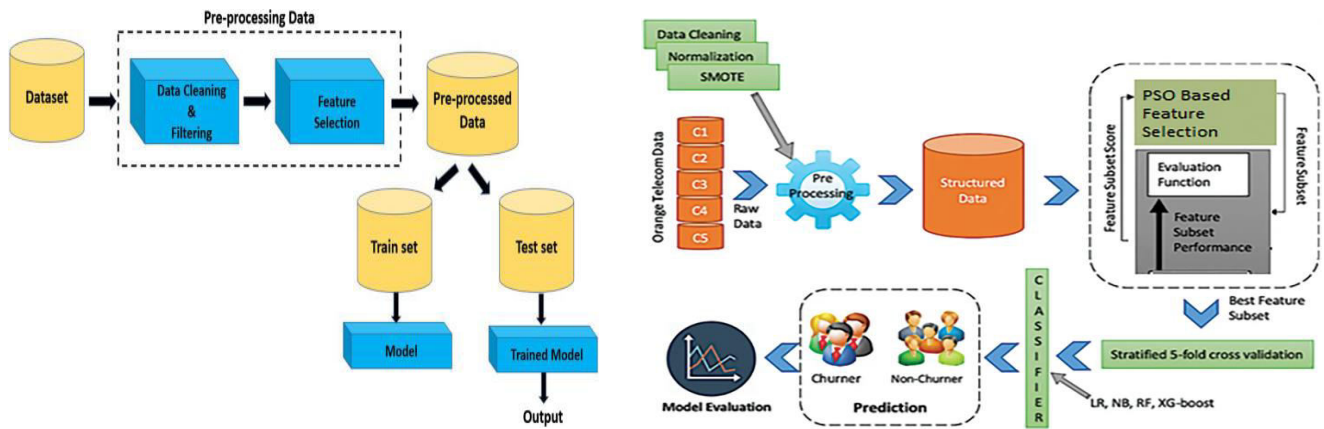 Pre-processing Data
Dataset
Data Cleaning
&
Filtering
Feature
Selection
Pre-processed
Data
Train set
Test set
Model
Trained Model
Output
Data Cleaning
Normalization
SMOTE
Orange Telecom Data
C1
C2
C3
C4
C5
Raw
Data
Pre
Processing
Structured
Data
Feature Subset Score
PSO Based
Feature
Selection
Evaluation
Function
Feature
Subset
Performance
Feature Subset
Best Feature
Subset
Stratified 5-fold cross validation
CLASSIFIER
LR, NB, RF, XG-boost
Churner
Non-Churner
Prediction
Model Evaluation